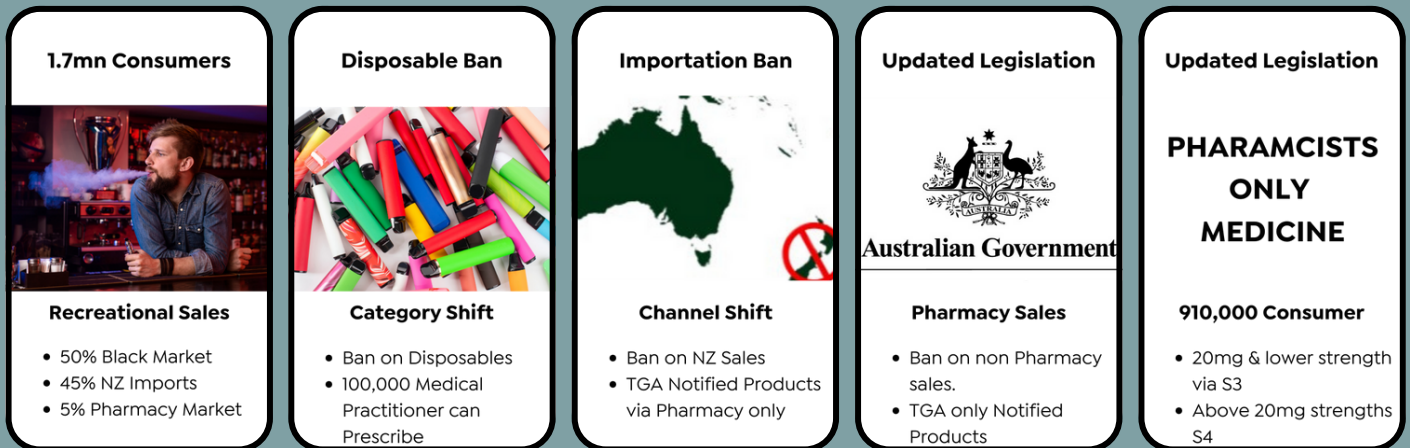 1.7mn Consumers
Recreational Sales
• 50% Black Market
• 45% NZ Imports
• 5% Pharmacy Market
Disposable Ban
Category Shift
• Ban on Disposables
• 100,000 Medical
Practitioner can
Prescribe
Importation Ban
Channel Shift
• Ban on NZ Sales
• TGA Notified Products
via Pharmacy only
Updated Legislation
AUSTRALIA
Australian Government
Pharmacy Sales
• Ban on non Pharmacy
sales.
• TGA only Notified
Products
Updated Legislation
PHARAMCISTS
ONLY
MEDICINE
910,000 Consumer
• 20mg & lower strength
via S3
• Above 20mg strengths
S4